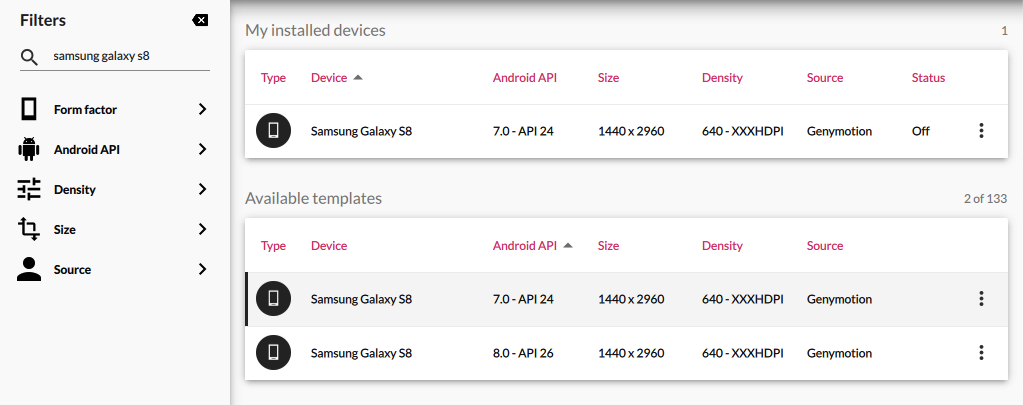 Filters
samsung galaxy s8
Form factor
Android API
Density
Size
Source
My installed devices 1
Type Device Android API Size Density Source Status
Samsung Galaxy S8 7.0 - API 24 1440 x 2960 640 - XXXHDPI Genymotion Off
Available templates 2 of 133
Type Device Android API Size Density Source
Samsung Galaxy S8 7.0 - API 24 1440 x 2960 640 - XXXHDPI Genymotion
Samsung Galaxy S8 8.0 - API 26 1440 x 2960 640 - XXXHDPI Genymotion